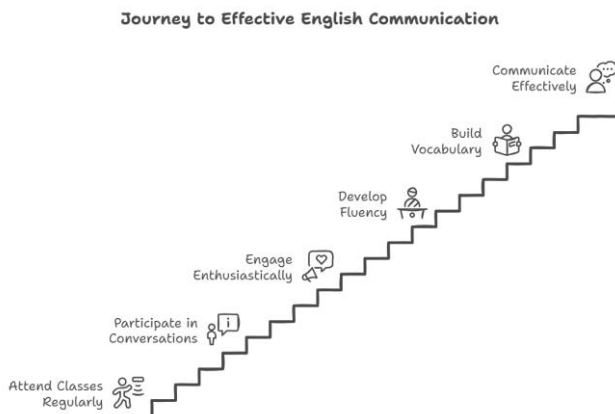 Journey to Effective English Communication
Communicate
Effectively
Build
Vocabulary
Develop
Fluency
Engage
Enthusiastically
Participate in
Conversations
i
Attend Classes
Regularly